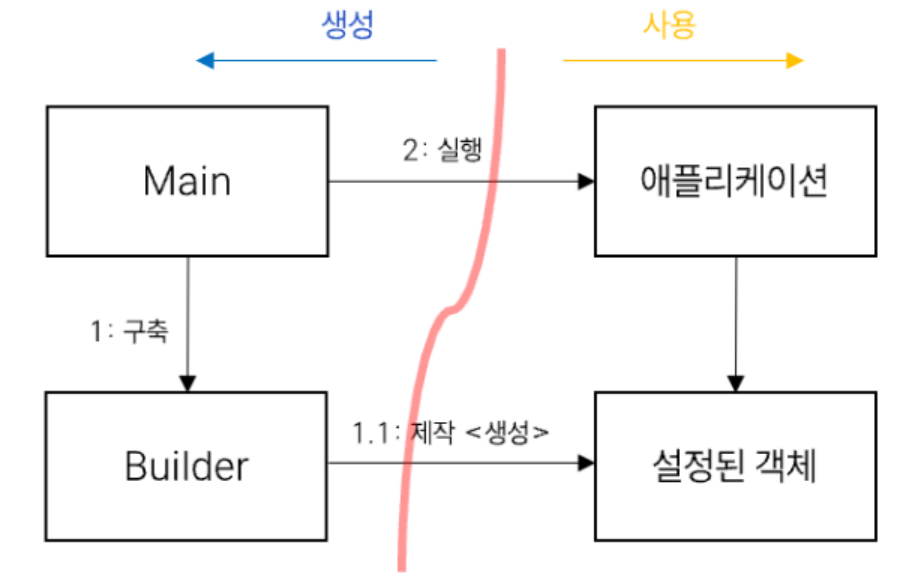 생성
사용
Main
2: 실행
애플리케이션
1: 구축
Builder
1.1: 제작 <생성>
설정된 객체